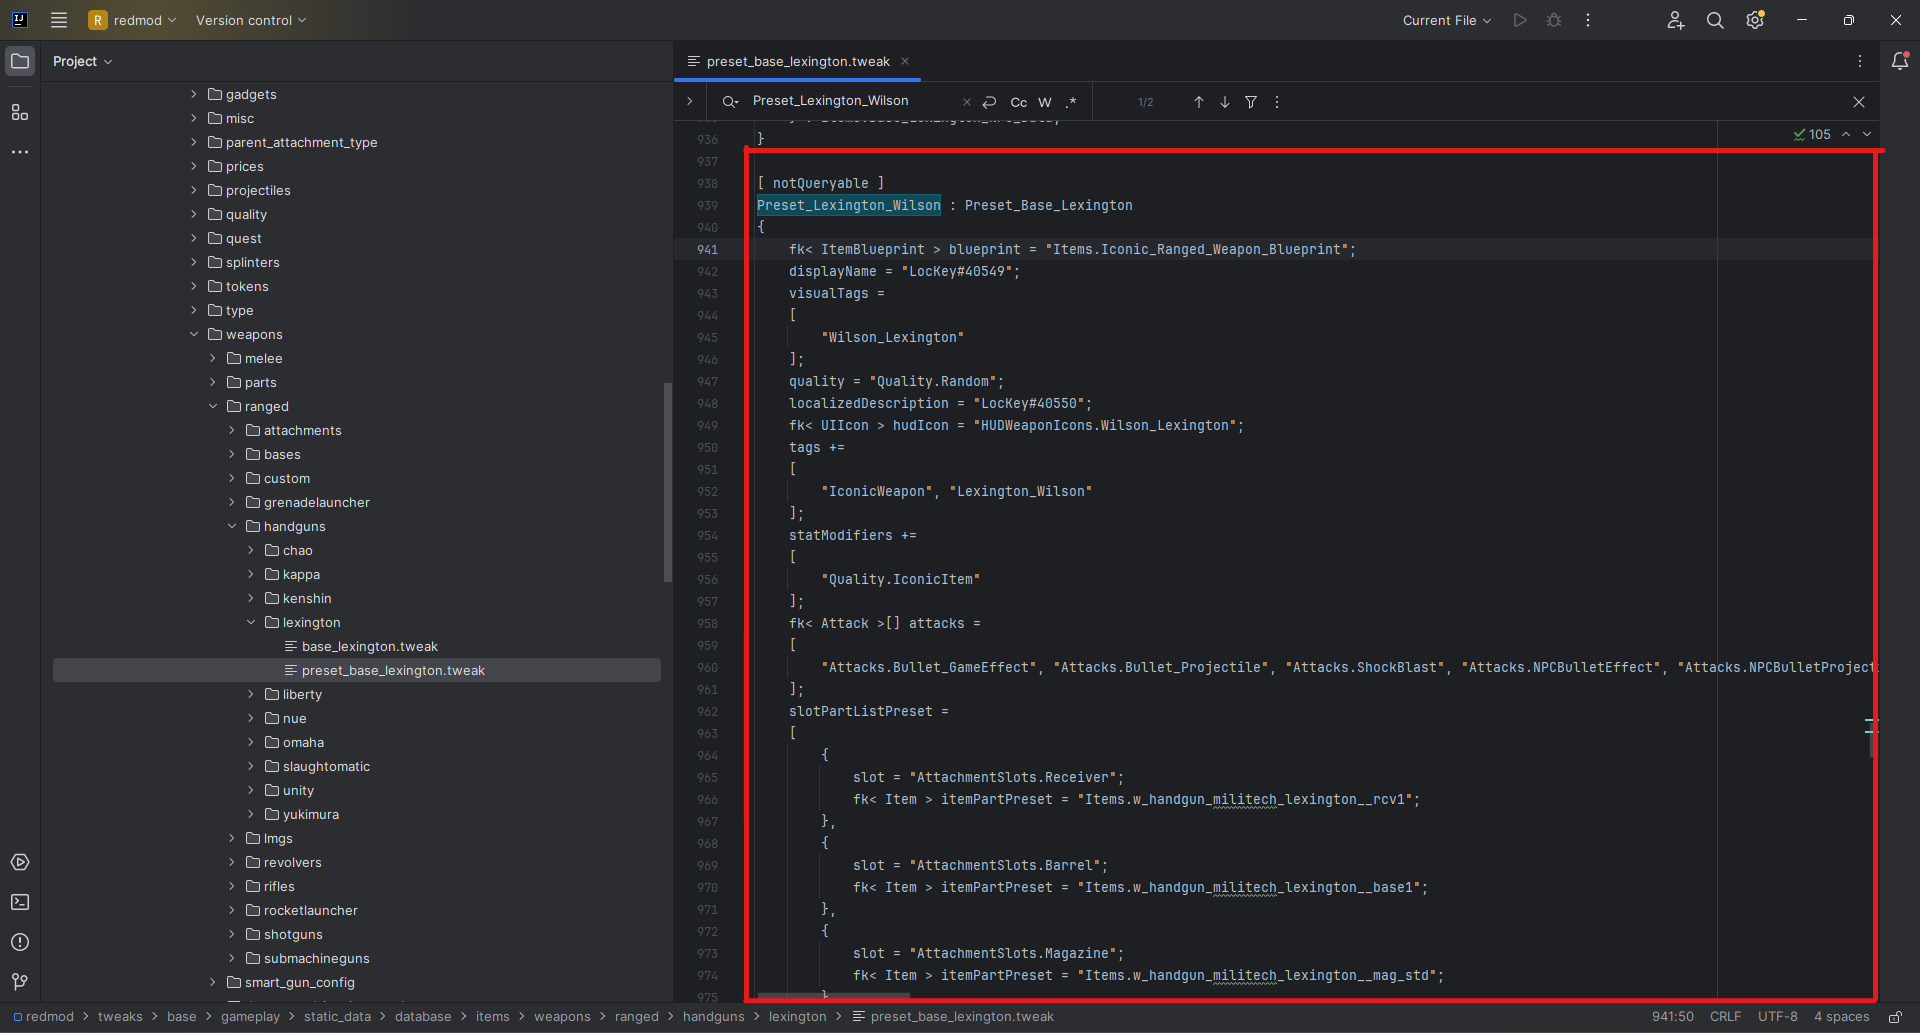 R redmod Version control Current File
Project
gadgets
misc
parent_attachment_type
prices
projectiles
quality
quest
splinters
tokens
type
weapons
melee
parts
ranged
attachments
bases
custom
grenadelauncher
handguns
chao
kappa
kenshin
lexington
base_lexington.tweak
preset_base_lexington.tweak
liberty
nue
omaha
slaughtomatic
unity
yukimura
lmgs
revolvers
rifles
rocketlauncher
shotguns
submachineguns
smart_gun_config
preset_base_lexington.tweak
Preset_Lexington_Wilson Cc W .* 1/2
105
936 }
937
938 [ notQueryable ]
939 Preset_Lexington_Wilson : Preset_Base_Lexington
940 {
941 fk< ItemBlueprint > blueprint = "Items.Iconic_Ranged_Weapon_Blueprint";
942 displayName = "LocKey#40549";
943 visualTags =
944 [
945 "Wilson_Lexington"
946 ];
947 quality = "Quality.Random";
948 localizedDescription = "LocKey#40550";
949 fk< UIIcon > hudIcon = "HUDWeaponIcons.Wilson_Lexington";
950 tags +=
951 [
952 "IconicWeapon", "Lexington_Wilson"
953 ];
954 statModifiers +=
955 [
956 "Quality.IconicItem"
957 ];
958 fk< Attack >[] attacks =
959 [
960 "Attacks.Bullet_GameEffect", "Attacks.Bullet_Projectile", "Attacks.ShockBlast", "Attacks.NPCBulletEffect", "Attacks.NPCBulletProject
961 ];
962 slotPartListPreset =
963 [
964 {
965 slot = "AttachmentSlots.Receiver";
966 fk< Item > itemPartPreset = "Items.w_handgun_militech_lexington__rcv1";
967 },
968 {
969 slot = "AttachmentSlots.Barrel";
970 fk< Item > itemPartPreset = "Items.w_handgun_militech_lexington__base1";
971 },
972 {
973 slot = "AttachmentSlots.Magazine";
974 fk< Item > itemPartPreset = "Items.w_handgun_militech_lexington__mag_std";
975 }
redmod > tweaks > base > gameplay > static_data > database > items > weapons > ranged > handguns > lexington > preset_base_lexington.tweak 941:50 CRLF UTF-8 4 spaces